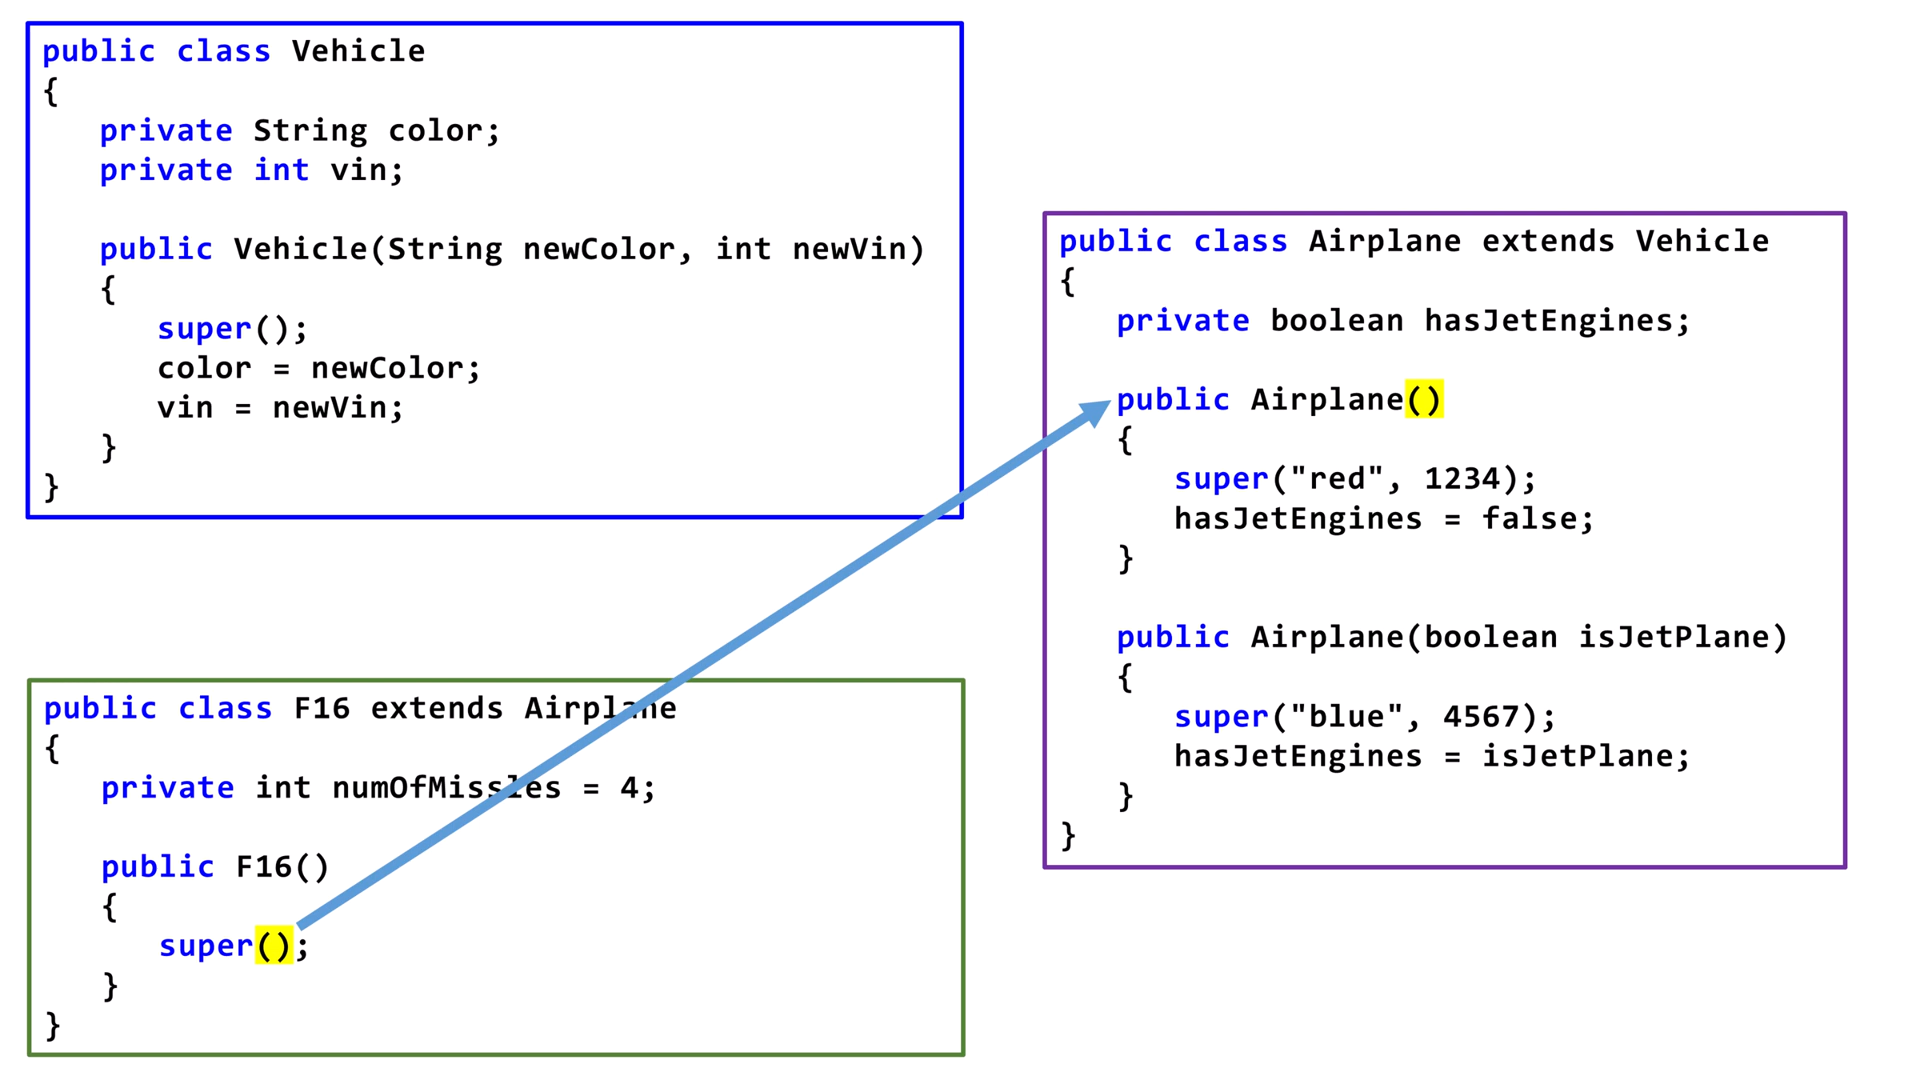 public class Vehicle
{
private String color;
private int vin;
public Vehicle(String newColor, int newVin)
{
super();
color = newColor;
vin = newVin;
}
}
public class Airplane extends Vehicle
{
private boolean hasJetEngines;
public Airplane()
{
super("red", 1234);
hasJetEngines = false;
}
public Airplane(boolean isJetPlane)
{
super("blue", 4567);
hasJetEngines = isJetPlane;
}
}
public class F16 extends Airplane
{
private int numOfMissles = 4;
public F16()
{
super();
}
}